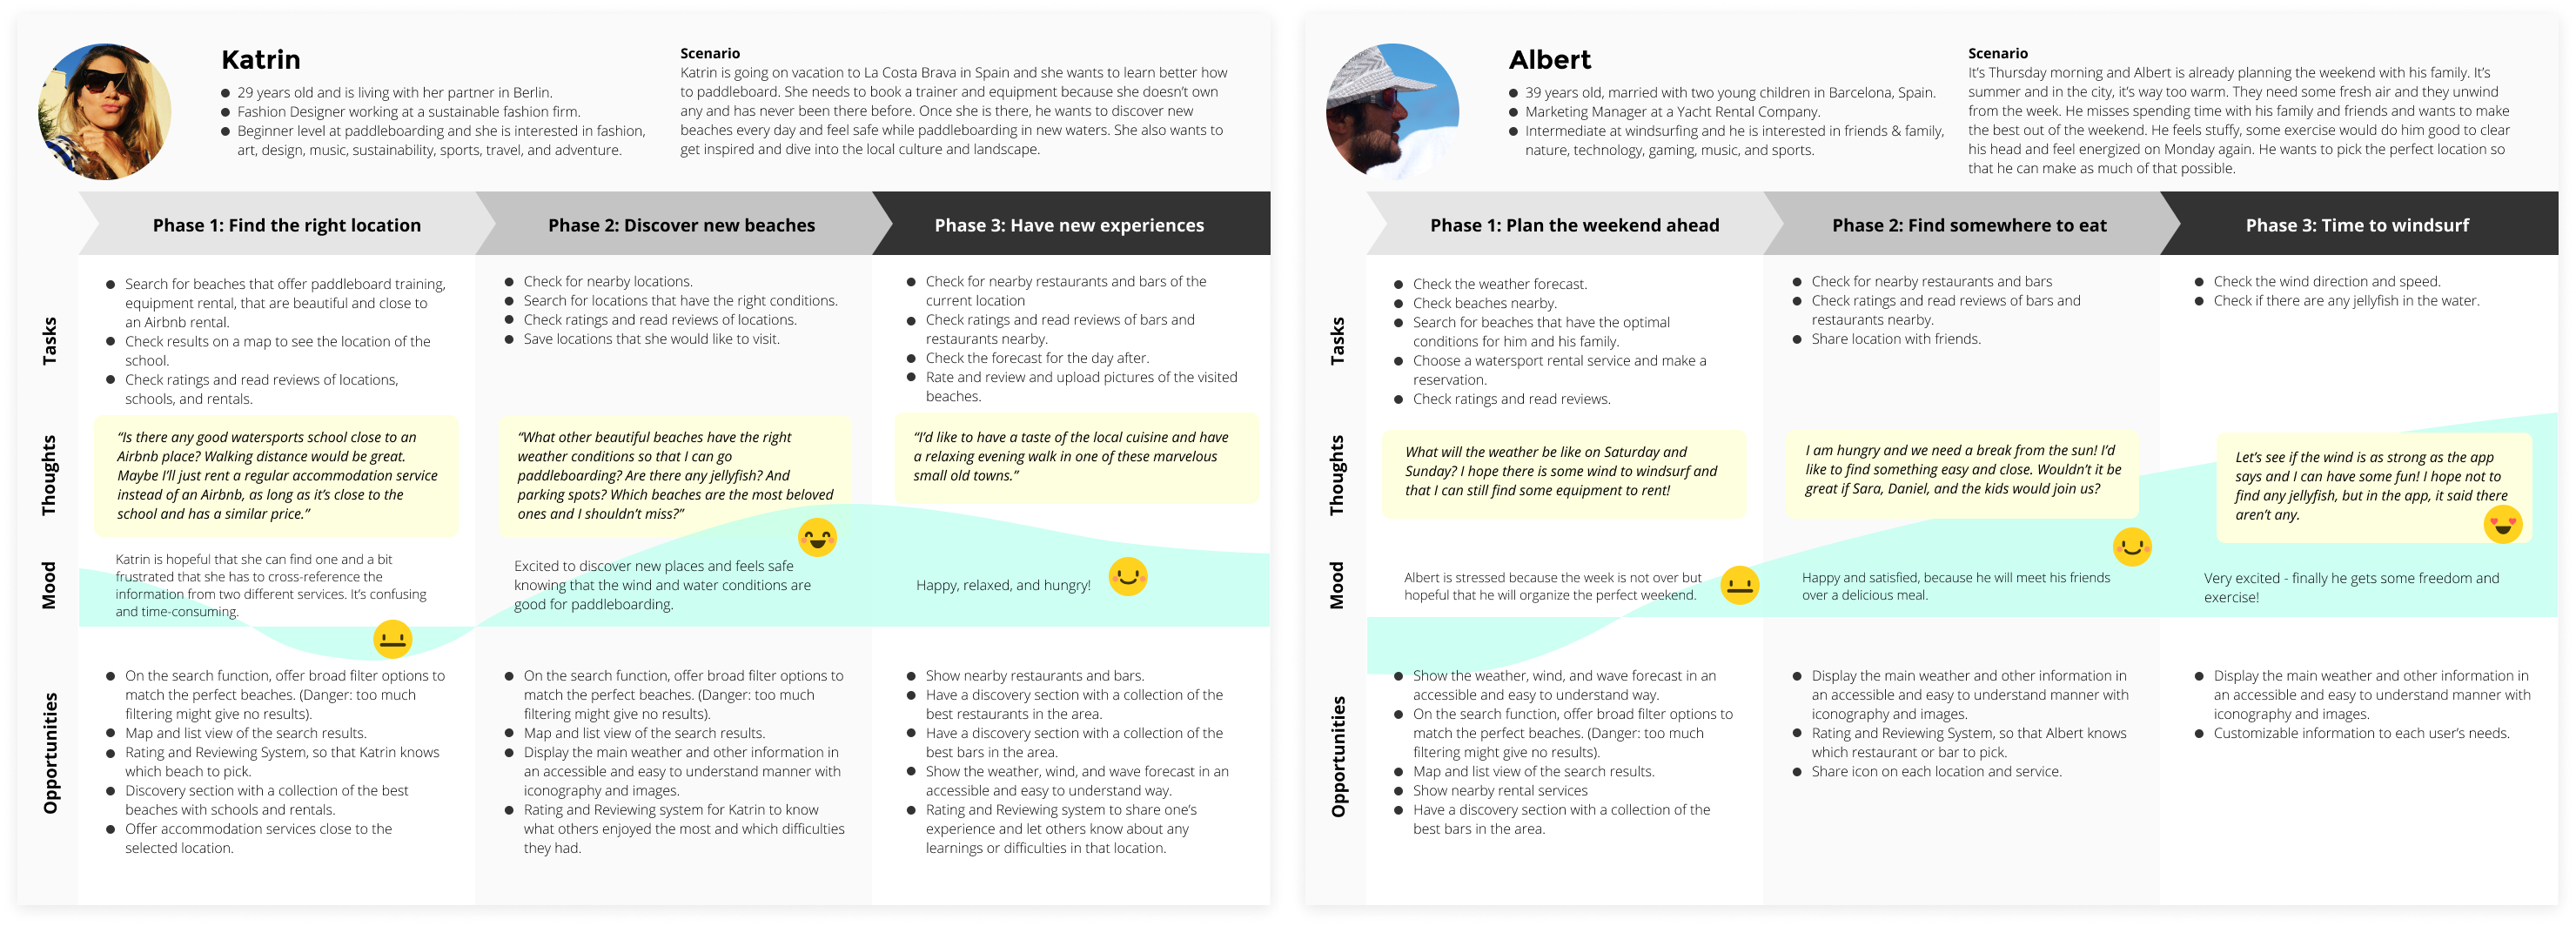 Katrin
29 years old and is living with her partner in Berlin.
Fashion Designer working at a sustainable fashion firm.
Beginner level at paddleboarding and she is interested in fashion,
art, design, music, sustainability, sports, travel, and adventure.
Scenario
Katrin is going on vacation to La Costa Brava in Spain and she wants to learn better how
to paddleboard. She needs to book a trainer and equipment because she doesn’t own
any and has never been there before. Once she is there, he wants to discover new
beaches every day and feel safe while paddleboarding in new waters. She also wants to
get inspired and dive into the local culture and landscape.
Phase 1: Find the right location
Phase 2: Discover new beaches
Phase 3: Have new experiences
Tasks
Search for beaches that offer paddleboard training,
equipment rental, that are beautiful and close to
an Airbnb rental.
Check results on a map to see the location of the
school.
Check ratings and read reviews of locations,
schools, and rentals.
Check for nearby locations.
Search for locations that have the right conditions.
Check ratings and read reviews of locations.
Save locations that she would like to visit.
Check for nearby restaurants and bars of the
current location
Check ratings and read reviews of bars and
restaurants nearby.
Check the forecast for the day after.
Rate and review and upload pictures of the visited
beaches.
Thoughts
“Is there any good watersports school close to an
Airbnb place? Walking distance would be great.
Maybe I’ll just rent a regular accommodation service
instead of an Airbnb, as long as it’s close to the
school and has a similar price.”
“What other beautiful beaches have the right
weather conditions so that I can go
paddleboarding? Are there any jellyfish? And
parking spots? Which beaches are the most beloved
ones and I shouldn’t miss?”
“I’d like to have a taste of the local cuisine and have
a relaxing evening walk in one of these marvelous
small old towns.”
Mood
Katrin is hopeful that she can find one and a bit
frustrated that she has to cross-reference the
information from two different services. It’s confusing
and time-consuming.
Excited to discover new places and feels safe
knowing that the wind and water conditions are
good for paddleboarding.
Happy, relaxed, and hungry!
Opportunities
On the search function, offer broad filter options to
match the perfect beaches. (Danger: too much
filtering might give no results).
Map and list view of the search results.
Rating and Reviewing System, so that Katrin knows
which beach to pick.
Discovery section with a collection of the best
beaches with schools and rentals.
Offer accommodation services close to the
selected location.
On the search function, offer broad filter options to
match the perfect beaches. (Danger: too much
filtering might give no results).
Map and list view of the search results.
Display the main weather and other information in
an accessible and easy to understand manner with
iconography and images.
Rating and Reviewing system for Katrin to know
what others enjoyed the most and which difficulties
they had.
Show nearby restaurants and bars.
Have a discovery section with a collection of the
best restaurants in the area.
Have a discovery section with a collection of the
best bars in the area.
Show the weather, wind, and wave forecast in an
accessible and easy to understand way.
Rating and Reviewing system to share one’s
experience and let others know about any
learnings or difficulties in that location.
Albert
39 years old, married with two young children in Barcelona, Spain.
Marketing Manager at a Yacht Rental Company.
Intermediate at windsurfing and he is interested in friends & family,
nature, technology, gaming, music, and sports.
Scenario
It’s Thursday morning and Albert is already planning the weekend with his family. It’s
summer and in the city, it’s way too warm. They need some fresh air and they unwind
from the week. He misses spending time with his family and friends and wants to make
the best out of the weekend. He feels stuffy, some exercise would do him good to clear
his head and feel energized on Monday again. He wants to pick the perfect location so
that he can make as much of that possible.
Phase 1: Plan the weekend ahead
Phase 2: Find somewhere to eat
Phase 3: Time to windsurf
Tasks
Check the weather forecast.
Check beaches nearby.
Search for beaches that have the optimal
conditions for him and his family.
Choose a watersport rental service and make a
reservation.
Check ratings and read reviews.
Check for nearby restaurants and bars
Check ratings and read reviews of bars and
restaurants nearby.
Share location with friends.
Check the wind direction and speed.
Check if there are any jellyfish in the water.
Thoughts
What will the weather be like on Saturday and
Sunday? I hope there is some wind to windsurf and
that I can still find some equipment to rent!
I am hungry and we need a break from the sun! I’d
like to find something easy and close. Wouldn’t it be
great if Sara, Daniel, and the kids would join us?
Let’s see if the wind is as strong as the app
says and I can have some fun! I hope not to
find any jellyfish, but in the app, it said there
aren’t any.
Mood
Albert is stressed because the week is not over but
hopeful that he will organize the perfect weekend.
Happy and satisfied, because he will meet his friends
over a delicious meal.
Very excited - finally he gets some freedom and
exercise!
Opportunities
Show the weather, wind, and wave forecast in an
accessible and easy to understand way.
On the search function, offer broad filter options to
match the perfect beaches. (Danger: too much
filtering might give no results).
Map and list view of the search results.
Show nearby rental services
Have a discovery section with a collection of the
best bars in the area.
Display the main weather and other information in
an accessible and easy to understand manner with
iconography and images.
Rating and Reviewing System, so that Albert knows
which restaurant or bar to pick.
Share icon on each location and service.
Display the main weather and other information in
an accessible and easy to understand manner with
iconography and images.
Customizable information to each user’s needs.